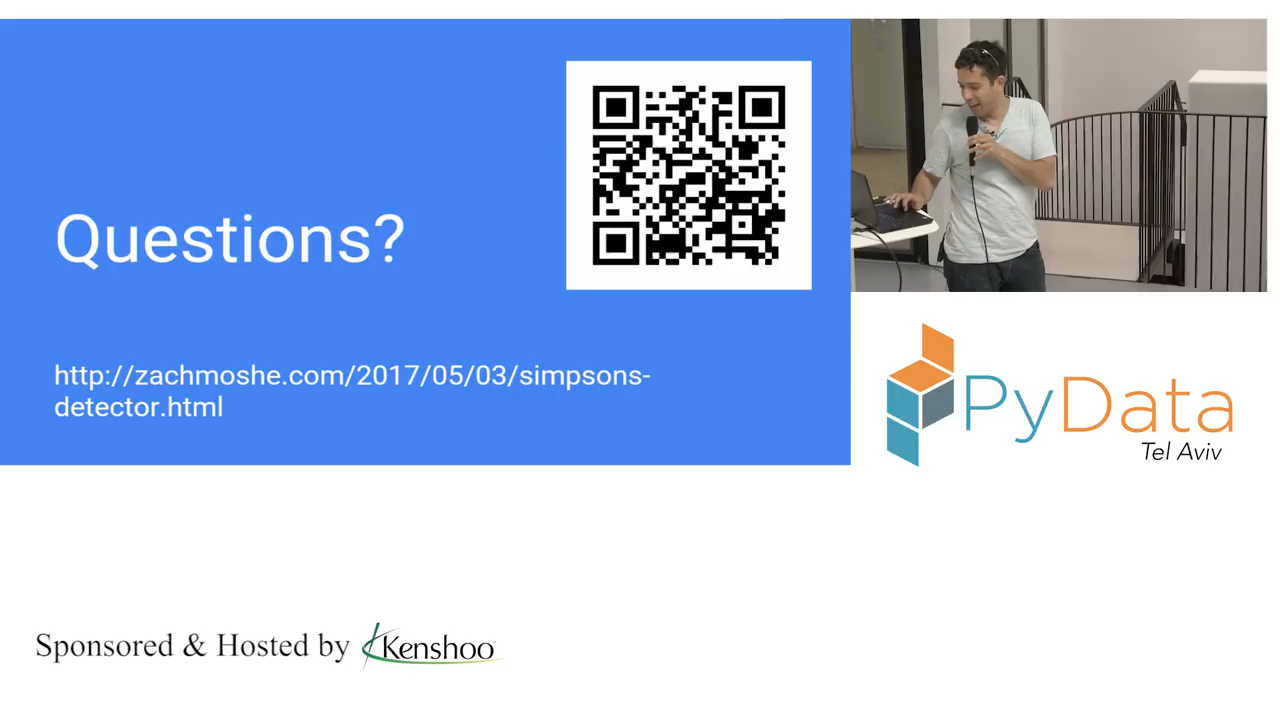 Questions?
http://zachmoshe.com/2017/05/03/simpsons-
detector.html
PyData
Tel Aviv
Sponsored & Hosted by Kenshoo